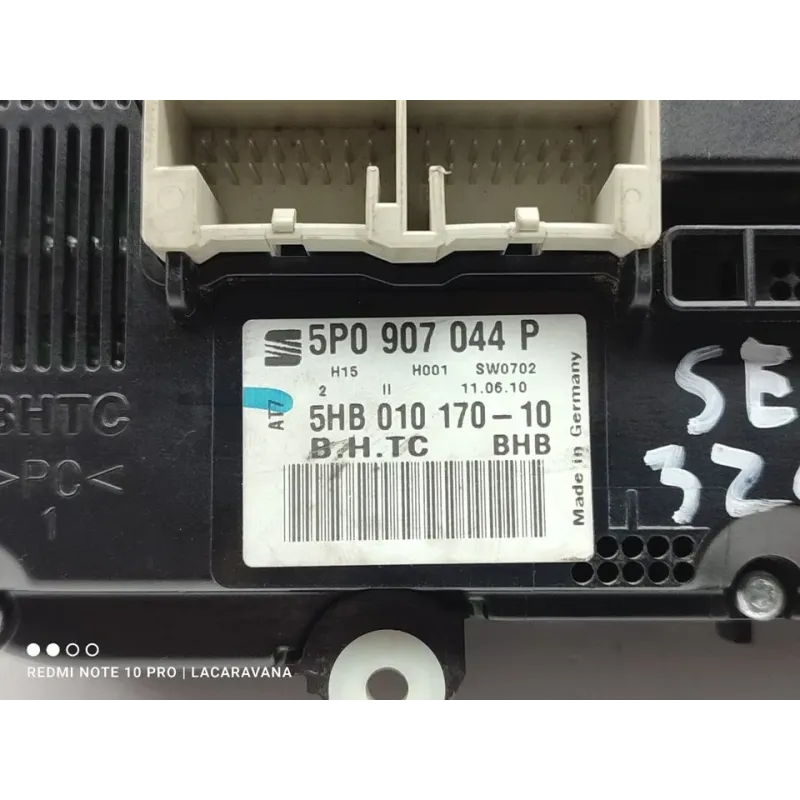 5P0 907 044 P
H15 H001 SW0702
2 II 11.06.10
AT7
5HB 010 170-10
B.H.TC BHB
Made in Germany
BHTC
>PC<
1
SE
32
REDMI NOTE 10 PRO | LACARAVANA